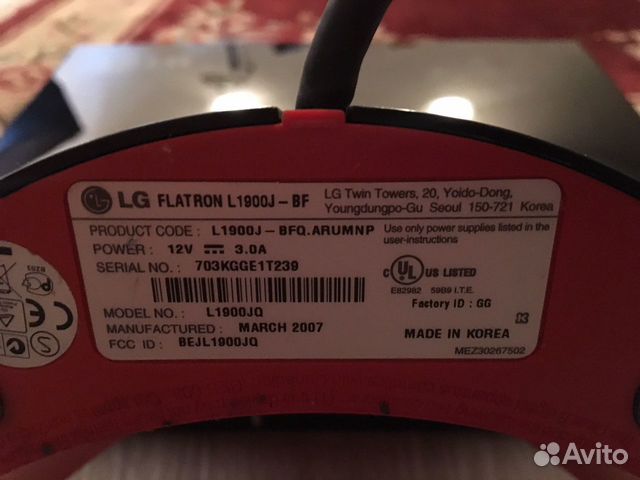 LG FLATRON L1900J-BF
LG Twin Towers, 20, Yoido-Dong,
Youngdungpo-Gu Seoul 150-721 Korea
PRODUCT CODE : L1900J-BFQ.ARUMNP
POWER: 12V ⎓ 3.0A
SERIAL NO. : 703KGGE1T239
Use only power supplies listed in the
user-instructions
c UL US LISTED
E82982 59B9 I.T.E.
Factory ID : GG
MODEL NO. : L1900JQ
MANUFACTURED : MARCH 2007
FCC ID : BEJL1900JQ
MADE IN KOREA
MEZ30267502
Avito